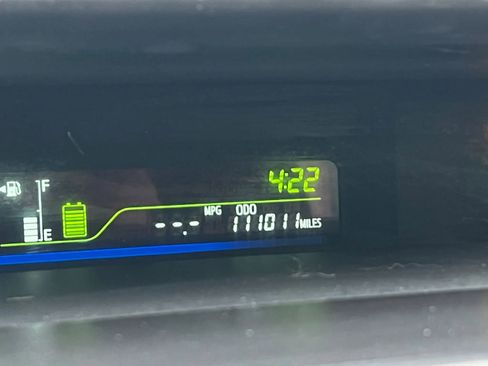 F
4:22
E
--.- MPG ODO 111011 MILES